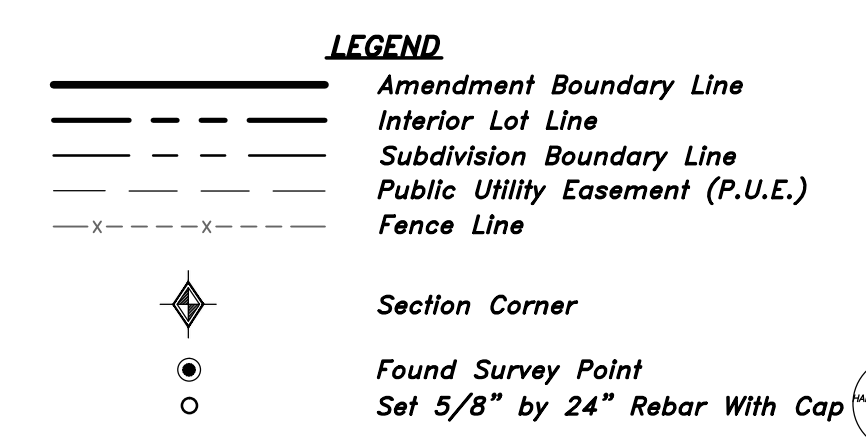 LEGEND
Amendment Boundary Line
Interior Lot Line
Subdivision Boundary Line
Public Utility Easement (P.U.E.)
x x Fence Line
Section Corner
Found Survey Point
Set 5/8” by 24” Rebar With Cap